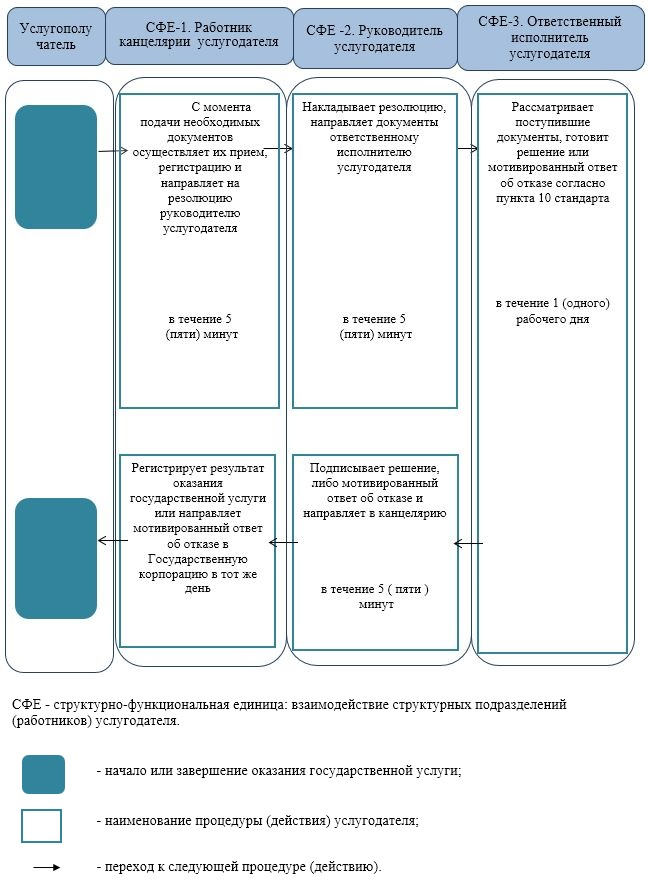 Услугополу
чатель
СФЕ-1. Работник
канцелярии услугодателя
СФЕ -2. Руководитель
услугодателя
СФЕ-3. Ответственный
исполнитель
услугодателя
С момента
подачи необходимых
документов
осуществляет их прием,
регистрацию и
направляет на
резолюцию
руководителю
услугодателя
в течение 5
(пяти) минут
Накладывает резолюцию,
направляет документы
ответственному
исполнителю
услугодателя
в течение 5
(пяти) минут
Рассматривает
поступившие
документы, готовит
решение или
мотивированный ответ
об отказе согласно
пункта 10 стандарта
в течение 1 (одного)
рабочего дня
Регистрирует результат
оказания
государственной услуги
или направляет
мотивированный ответ
об отказе в
Государственную
корпорацию в тот же
день
Подписывает решение,
либо мотивированный
ответ об отказе и
направляет в канцелярию
в течение 5 ( пяти )
минут
СФЕ - структурно-функциональная единица: взаимодействие структурных подразделений
(работников) услугодателя.
- начало или завершение оказания государственной услуги;
- наименование процедуры (действия) услугодателя;
- переход к следующей процедуре (действию).